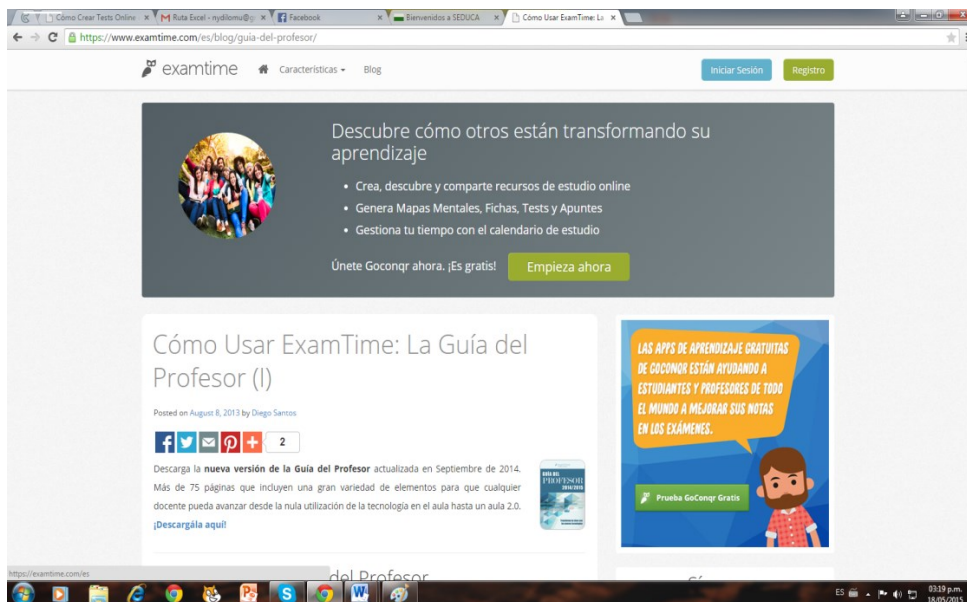 Cómo Crear Tests Online
Ruta Excel - nydilomu@g
Facebook
Bienvenidos a SEDUCA
Cómo Usar ExamTime: La
https://www.examtime.com/es/blog/guia-del-profesor/
examtime
Características
Blog
Iniciar Sesión
Registro
Descubre cómo otros están transformando su
aprendizaje
• Crea, descubre y comparte recursos de estudio online
• Genera Mapas Mentales, Fichas, Tests y Apuntes
• Gestiona tu tiempo con el calendario de estudio
Únete Goconqr ahora. ¡Es gratis!
Empieza ahora
Cómo Usar ExamTime: La Guía del
Profesor (I)
Posted on August 8, 2013 by Diego Santos
2
Descarga la nueva versión de la Guía del Profesor actualizada en Septiembre de 2014.
Más de 75 páginas que incluyen una gran variedad de elementos para que cualquier
docente pueda avanzar desde la nula utilización de la tecnología en el aula hasta un aula 2.0.
¡Descargála aquí!
GUÍA DEL
PROFESOR
2014/2015
LAS APPS DE APRENDIZAJE GRATUITAS
DE GOCONQR ESTÁN AYUDANDO A
ESTUDIANTES Y PROFESORES DE TODO
EL MUNDO A MEJORAR SUS NOTAS
EN LOS EXÁMENES.
Prueba GoConqr Gratis
del Profesor
https://examtime.com/es
ES
03:19 p.m.
18/05/2015